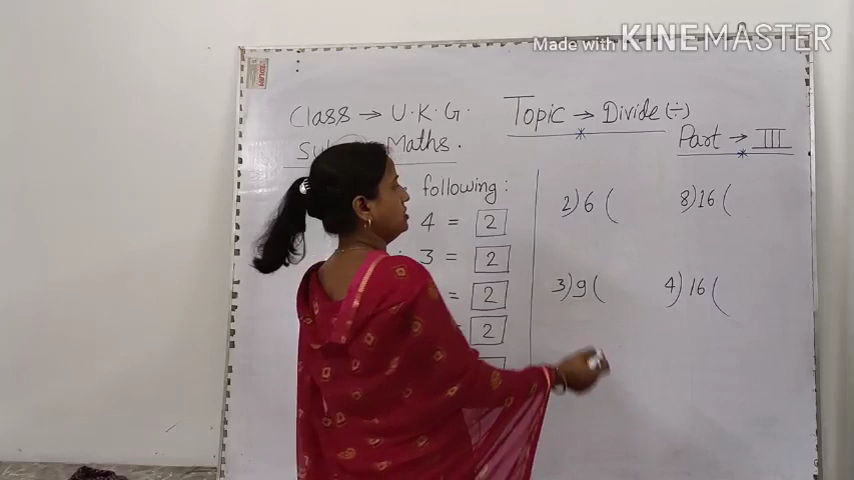 Made with KINEMASTER
Class → U.K.G. Topic → Divide (÷)
Maths.
Part → III
following :
4 = 2
3 = 2
= 2
= 2
2)6( 8)16(
3)9( 4)16(